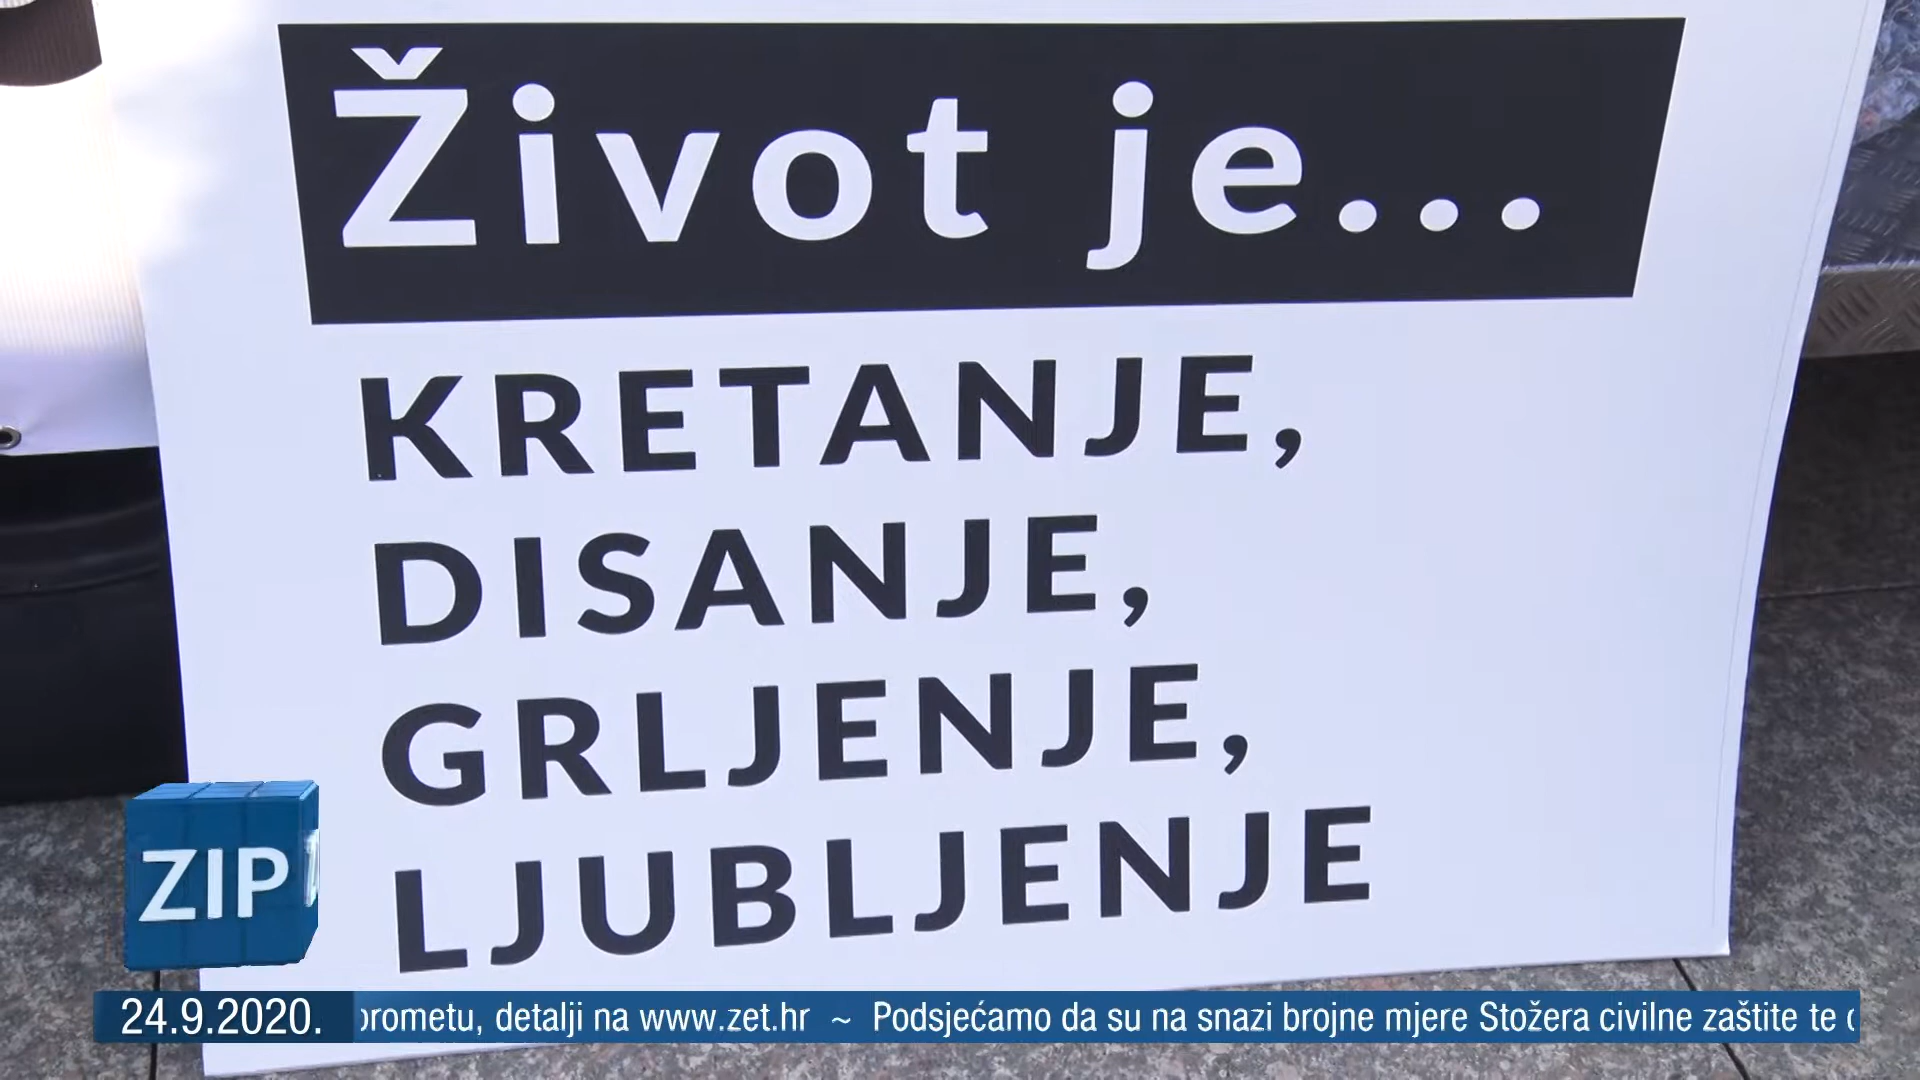 Život je...
KRETANJE,
DISANJE,
GRLJENJE,
LJUBLJENJE
ZIP
24.9.2020.
prometu, detalji na www.zet.hr ~ Podsjećamo da su na snazi brojne mjere Stožera civilne zaštite te